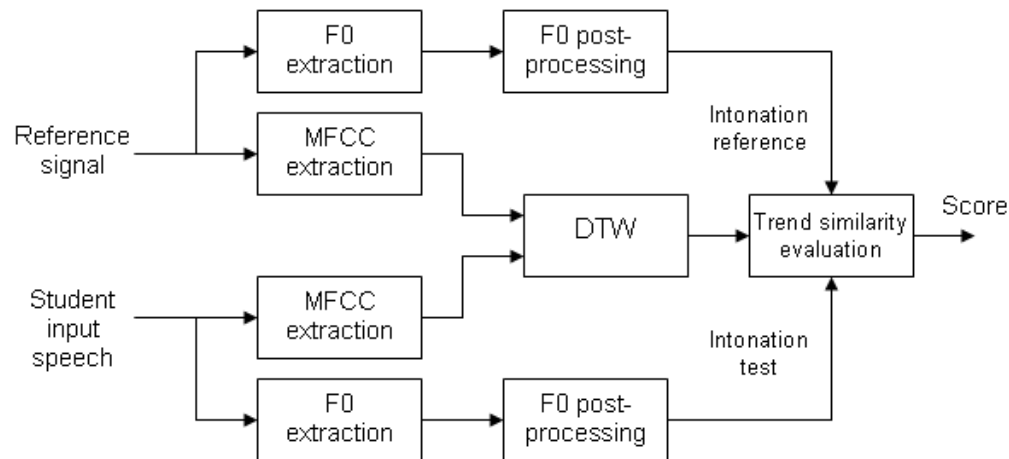 F0
extraction
F0 post-
processing
Reference
signal
MFCC
extraction
Intonation
reference
DTW
Trend similarity
evaluation
Score
Student
input
speech
MFCC
extraction
Intonation
test
F0
extraction
F0 post-
processing